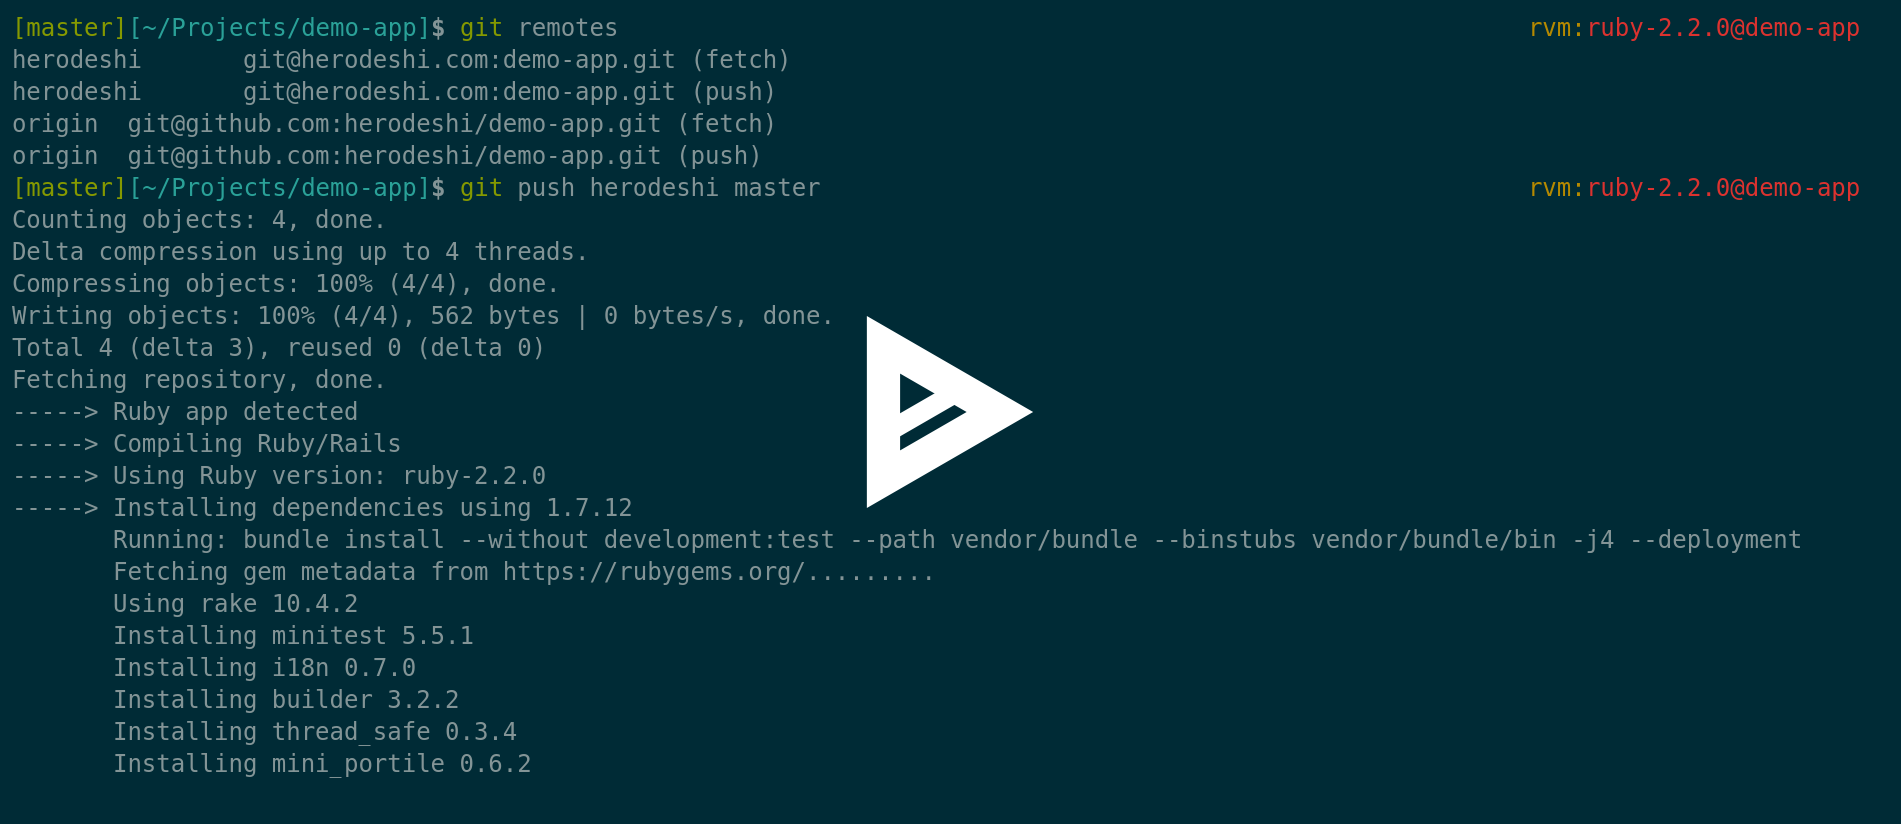 [master][~/Projects/demo-app]$ git remotes rvm:ruby-2.2.0@demo-app
herodeshi       git@herodeshi.com:demo-app.git (fetch)
herodeshi       git@herodeshi.com:demo-app.git (push)
origin  git@github.com:herodeshi/demo-app.git (fetch)
origin  git@github.com:herodeshi/demo-app.git (push)
[master][~/Projects/demo-app]$ git push herodeshi master rvm:ruby-2.2.0@demo-app
Counting objects: 4, done.
Delta compression using up to 4 threads.
Compressing objects: 100% (4/4), done.
Writing objects: 100% (4/4), 562 bytes | 0 bytes/s, done.
Total 4 (delta 3), reused 0 (delta 0)
Fetching repository, done.
-----> Ruby app detected
-----> Compiling Ruby/Rails
-----> Using Ruby version: ruby-2.2.0
-----> Installing dependencies using 1.7.12
       Running: bundle install --without development:test --path vendor/bundle --binstubs vendor/bundle/bin -j4 --deployment
       Fetching gem metadata from https://rubygems.org/.........
       Using rake 10.4.2
       Installing minitest 5.5.1
       Installing i18n 0.7.0
       Installing builder 3.2.2
       Installing thread_safe 0.3.4
       Installing mini_portile 0.6.2